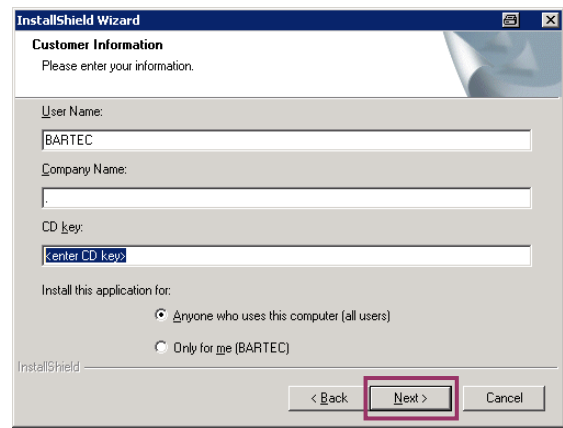 InstallShield Wizard
Customer Information
Please enter your information.
User Name:
BARTEC
Company Name:
.
CD key:
<enter CD key>
Install this application for:
Anyone who uses this computer (all users)
Only for me (BARTEC)
InstallShield
< Back
Next >
Cancel